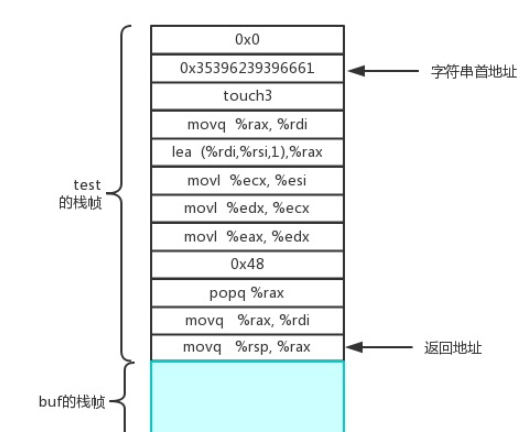 0x0
0x35396239396661
字符串首地址
touch3
movq %rax, %rdi
lea (%rdi,%rsi,1),%rax
movl %ecx, %esi
test
的栈帧
movl %edx, %ecx
movl %eax, %edx
0x48
popq %rax
movq %rax, %rdi
movq %rsp, %rax
返回地址
buf的栈帧